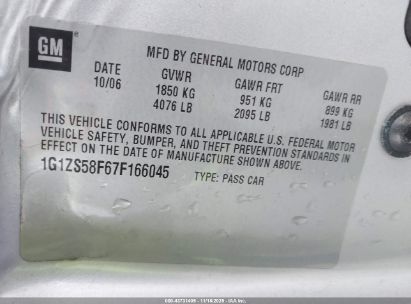 GM
MFD BY GENERAL MOTORS CORP
DATE GVWR GAWR FRT GAWR RR
10/06 1850 KG 951 KG 899 KG
4076 LB 2095 LB 1981 LB
THIS VEHICLE CONFORMS TO ALL APPLICABLE U.S. FEDERAL MOTOR
VEHICLE SAFETY, BUMPER, AND THEFT PREVENTION STANDARDS IN
EFFECT ON THE DATE OF MANUFACTURE SHOWN ABOVE.
1G1ZS58F67F166045 TYPE: PASS CAR